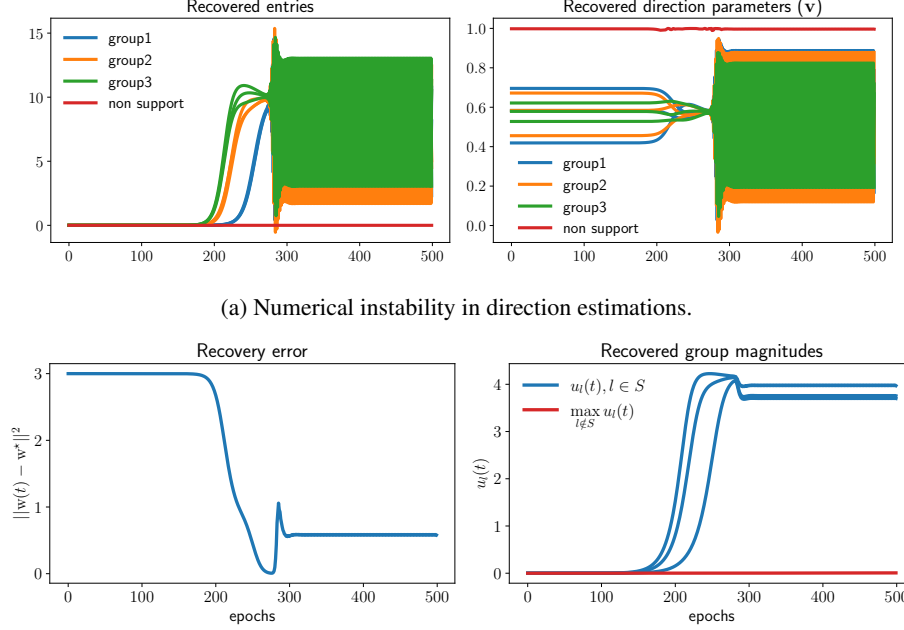 Recovered entries
Recovered direction parameters (v)
15
10
5
0
group1
group2
group3
non support
0 100 200 300 400 500
1.0
0.8
0.6
0.4
0.2
0.0
group1
group2
group3
non support
0 100 200 300 400 500
(a) Numerical instability in direction estimations.
Recovery error
||w(t) − w⋆||²
3
2
1
0
0 100 200 300 400 500
epochs
Recovered group magnitudes
u_l(t)
4
3
2
1
0
u_l(t), l ∈ S
max u_l(t)
l∉S
0 100 200 300 400 500
epochs